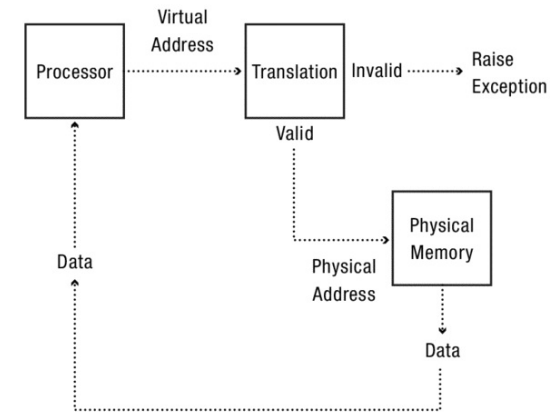 Virtual
Address
Processor
Translation
Invalid
Raise
Exception
Valid
Physical
Memory
Physical
Address
Data
Data